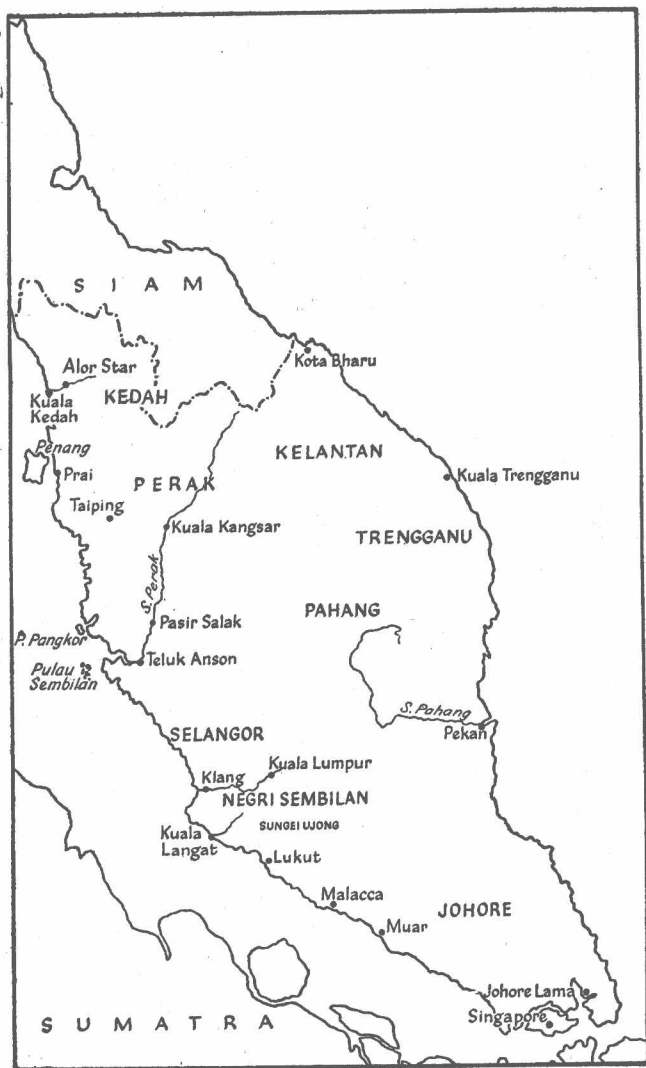 SIAM
Alor Star
Kota Bharu
Kuala
Kedah
KEDAH
Penang
KELANTAN
Prai
PERAK
Kuala Trengganu
Taiping
Kuala Kangsar
TRENGGANU
S. Perak
PAHANG
Pasir Salak
P. Pangkor
Pulau
Sembilan
Teluk Anson
S. Pahang
Pekan
SELANGOR
Kuala Lumpur
Klang
NEGRI SEMBILAN
SUNGEI UJONG
Kuala
Langat
Lukut
Malacca
JOHORE
Muar
Johore Lama
Singapore
SUMATRA